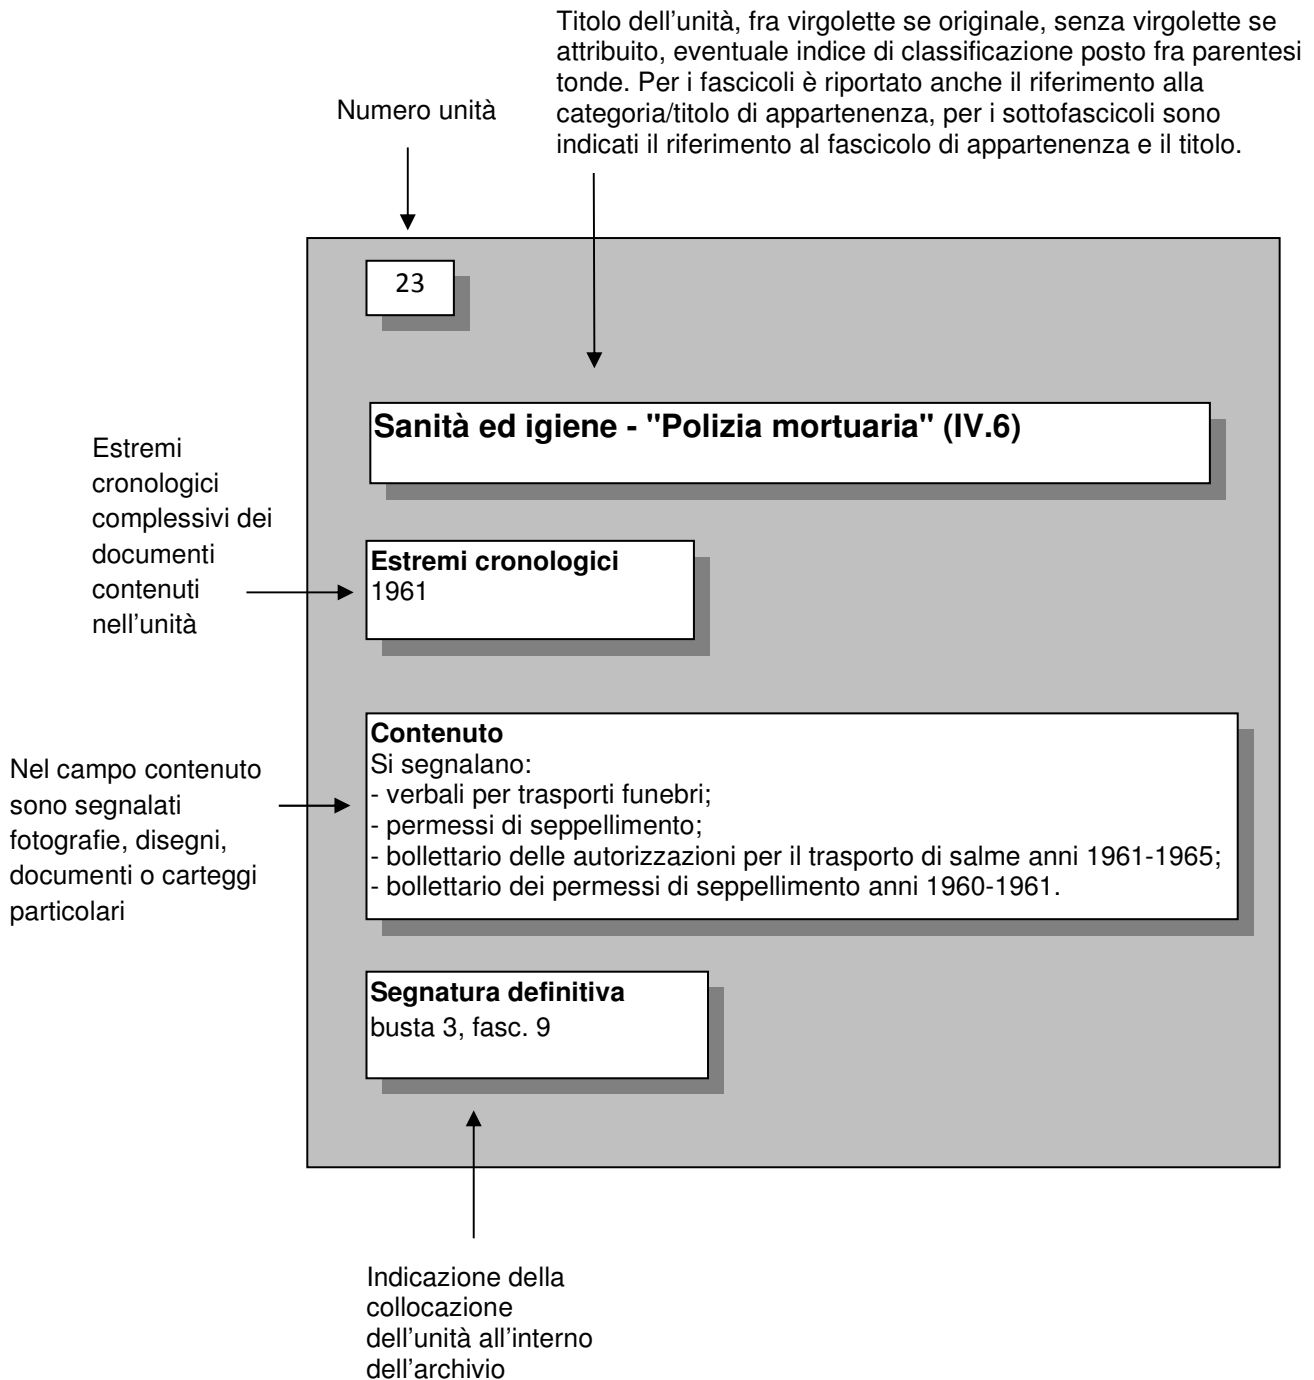 Titolo dell’unità, fra virgolette se originale, senza virgolette se
attribuito, eventuale indice di classificazione posto fra parentesi
tonde. Per i fascicoli è riportato anche il riferimento alla
categoria/titolo di appartenenza, per i sottofascicoli sono
indicati il riferimento al fascicolo di appartenenza e il titolo.
Numero unità
23
Sanità ed igiene - "Polizia mortuaria" (IV.6)
Estremi
cronologici
complessivi dei
documenti
contenuti
nell’unità
Estremi cronologici
1961
Nel campo contenuto
sono segnalati
fotografie, disegni,
documenti o carteggi
particolari
Contenuto
Si segnalano:
- verbali per trasporti funebri;
- permessi di seppellimento;
- bollettario delle autorizzazioni per il trasporto di salme anni 1961-1965;
- bollettario dei permessi di seppellimento anni 1960-1961.
Segnatura definitiva
busta 3, fasc. 9
Indicazione della
collocazione
dell’unità all’interno
dell’archivio